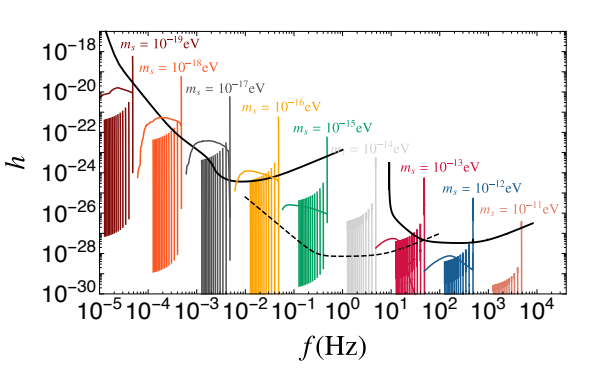 m_s = 10^−19 eV
m_s = 10^−18 eV
m_s = 10^−17 eV
m_s = 10^−16 eV
m_s = 10^−15 eV
m_s = 10^−14 eV
m_s = 10^−13 eV
m_s = 10^−12 eV
m_s = 10^−11 eV
h
10^−18
10^−20
10^−22
10^−24
10^−26
10^−28
10^−30
10^−5 10^−4 10^−3 10^−2 10^−1 10^0 10^1 10^2 10^3 10^4
f(Hz)